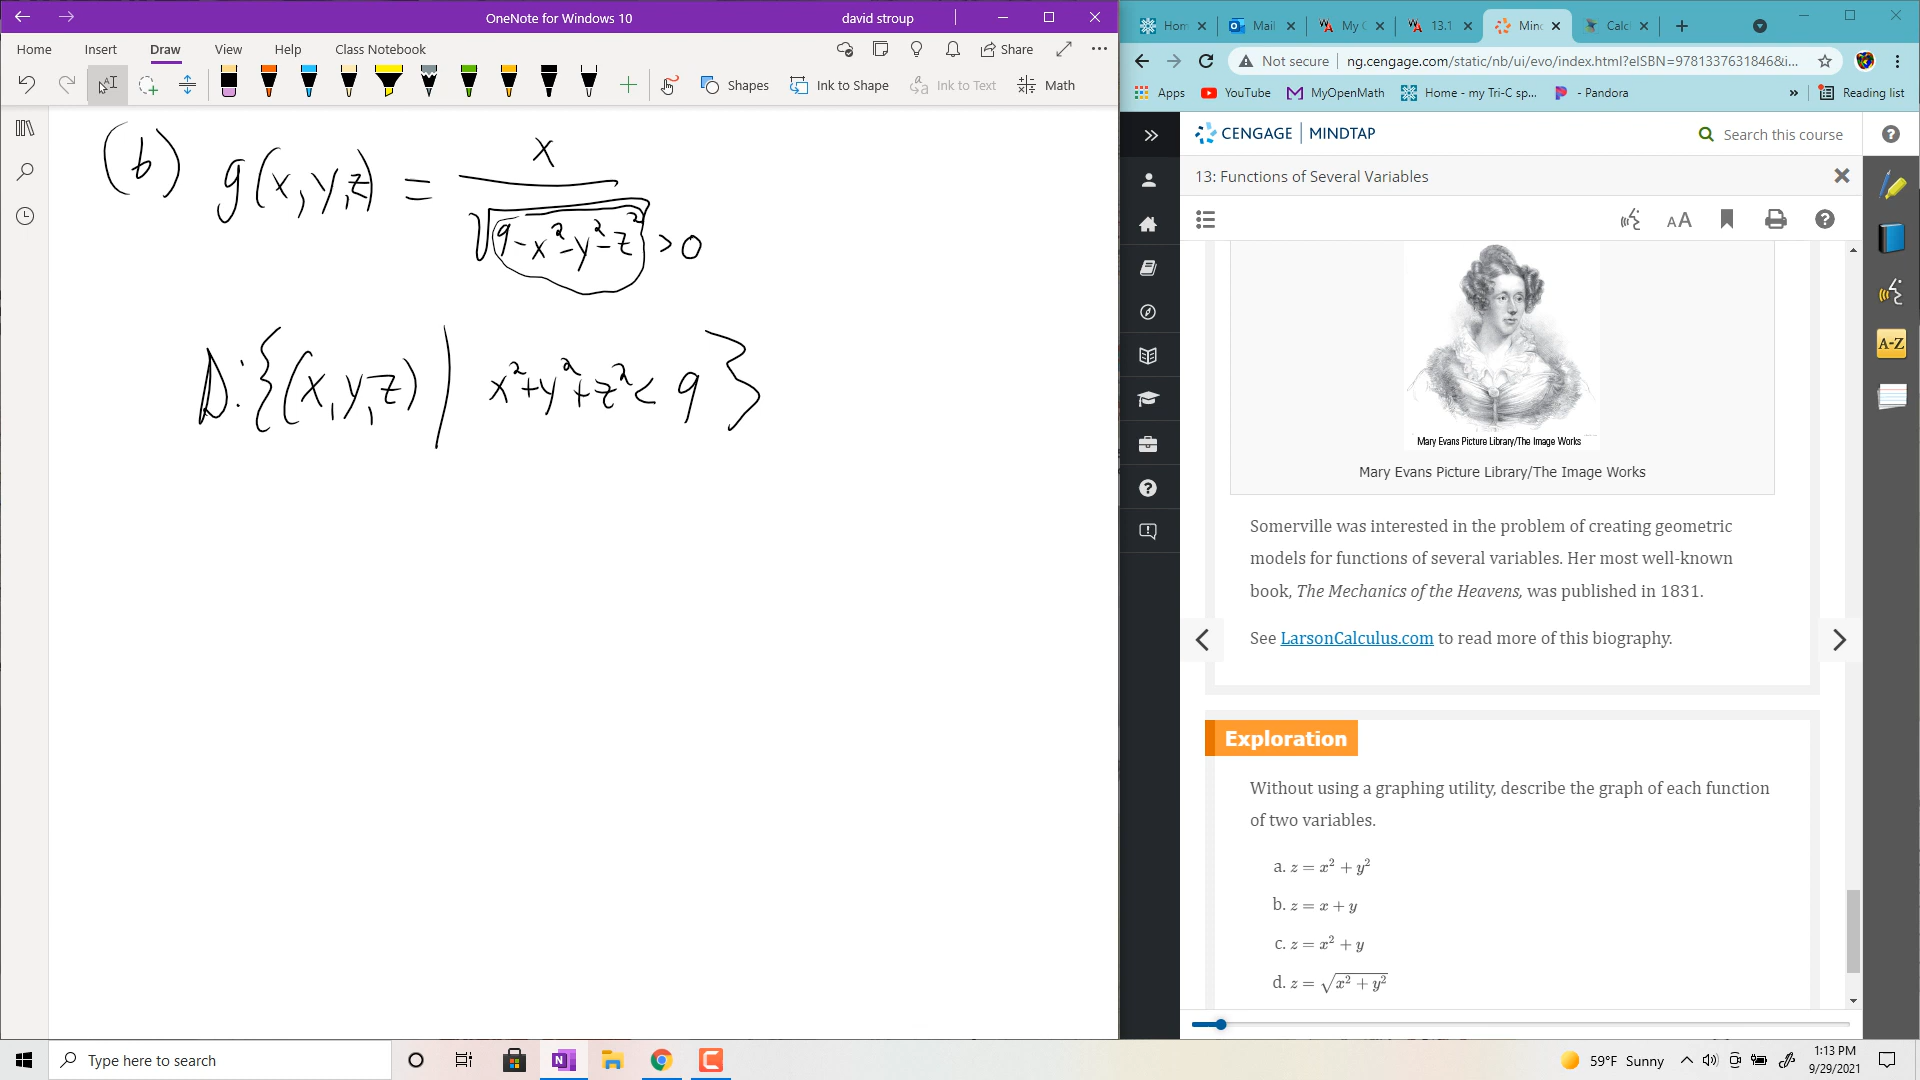 OneNote for Windows 10
david stroup
Home Insert Draw View Help Class Notebook Share
Shapes Ink to Shape Ink to Text Math
(b) g(x,y,z) = x / √(9-x²-y²-z²) >0
D:{(x,y,z) | x²+y²+z² < 9}
Mail My 13.1 Calc
Not secure ng.cengage.com/static/nb/ui/evo/index.html?eISBN=9781337631846&i...
Apps YouTube MyOpenMath Home - my Tri-C sp... - Pandora » Reading list
CENGAGE MINDTAP
Search this course
13: Functions of Several Variables
AA
A-Z
Mary Evans Picture Library/The Image Works
Mary Evans Picture Library/The Image Works
Somerville was interested in the problem of creating geometric
models for functions of several variables. Her most well-known
book, The Mechanics of the Heavens, was published in 1831.
See LarsonCalculus.com to read more of this biography.
Exploration
Without using a graphing utility, describe the graph of each function
of two variables.
a. z = x² + y²
b. z = x + y
c. z = x² + y
d. z = √(x² + y²)
Type here to search
59°F Sunny
1:13 PM
9/29/2021